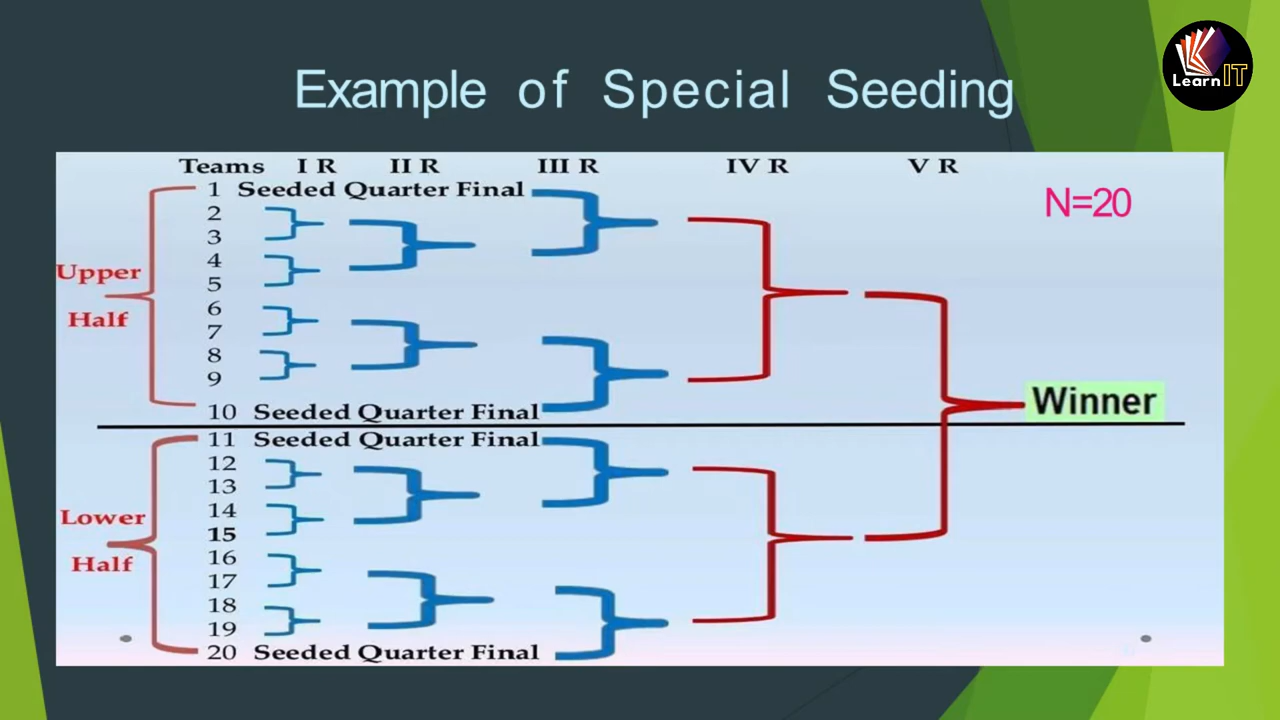 Example of Special Seeding
Learn IT
Teams I R II R III R IV R V R
1 Seeded Quarter Final
N=20
2
3
4
5
Upper
Half
6
7
8
9
10 Seeded Quarter Final
Winner
11 Seeded Quarter Final
12
13
14
15
Lower
Half
16
17
18
19
20 Seeded Quarter Final